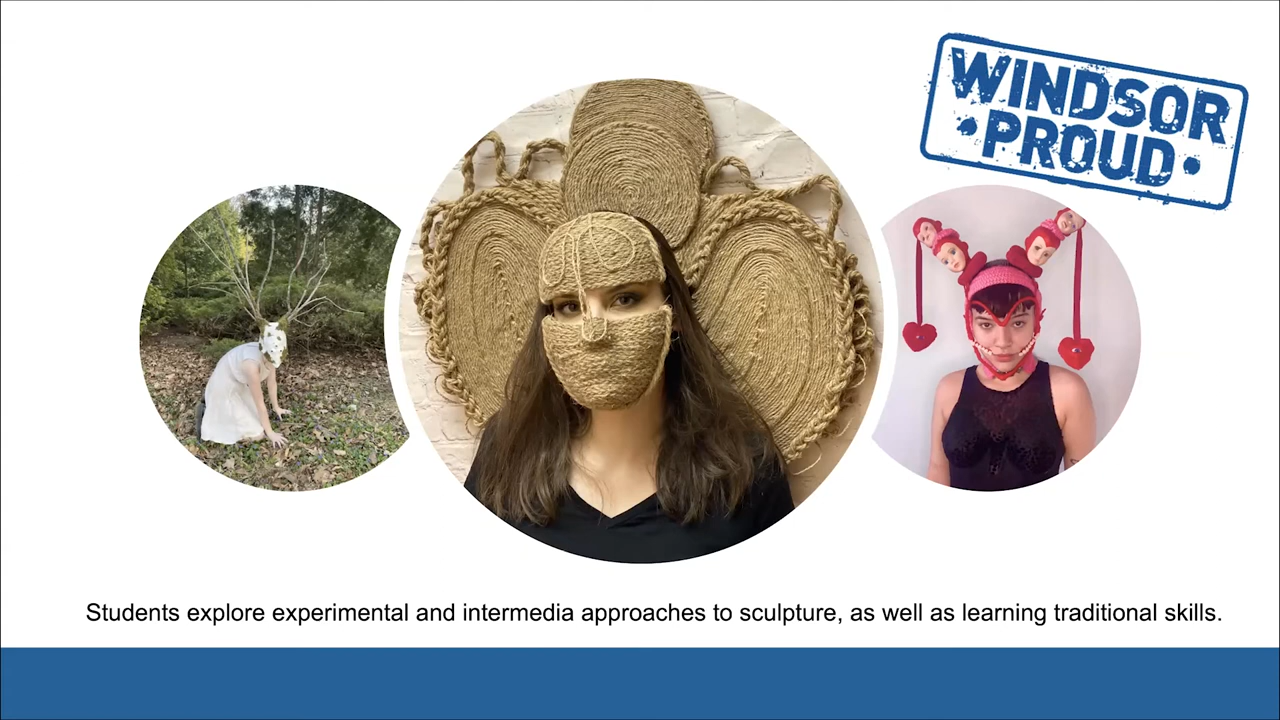 WINDSOR
•PROUD•
Students explore experimental and intermedia approaches to sculpture, as well as learning traditional skills.